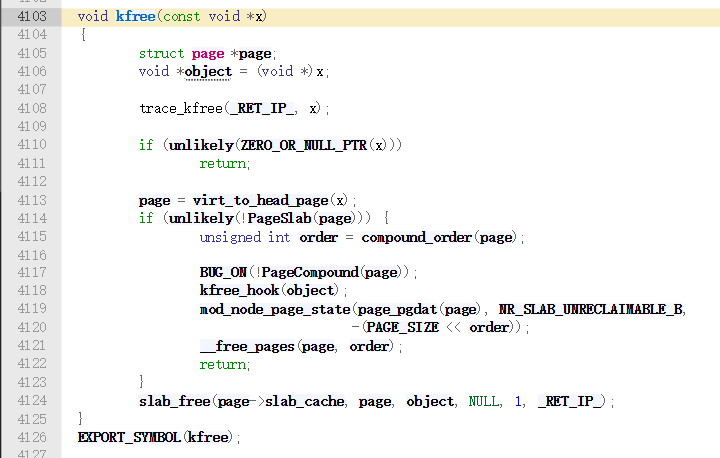 4103 void kfree(const void *x)
4104 {
4105 struct page *page;
4106 void *object = (void *)x;
4107
4108 trace_kfree(_RET_IP_, x);
4109
4110 if (unlikely(ZERO_OR_NULL_PTR(x)))
4111 return;
4112
4113 page = virt_to_head_page(x);
4114 if (unlikely(!PageSlab(page))) {
4115 unsigned int order = compound_order(page);
4116
4117 BUG_ON(!PageCompound(page));
4118 kfree_hook(object);
4119 mod_node_page_state(page_pgdat(page), NR_SLAB_UNRECLAIMABLE_B,
4120 -(PAGE_SIZE << order));
4121 __free_pages(page, order);
4122 return;
4123 }
4124 slab_free(page->slab_cache, page, object, NULL, 1, _RET_IP_);
4125 }
4126 EXPORT_SYMBOL(kfree);
4127